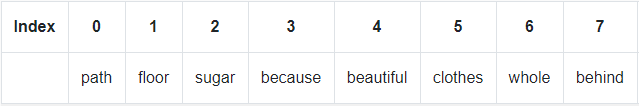 Index 0 1 2 3 4 5 6 7
path floor sugar because beautiful clothes whole behind